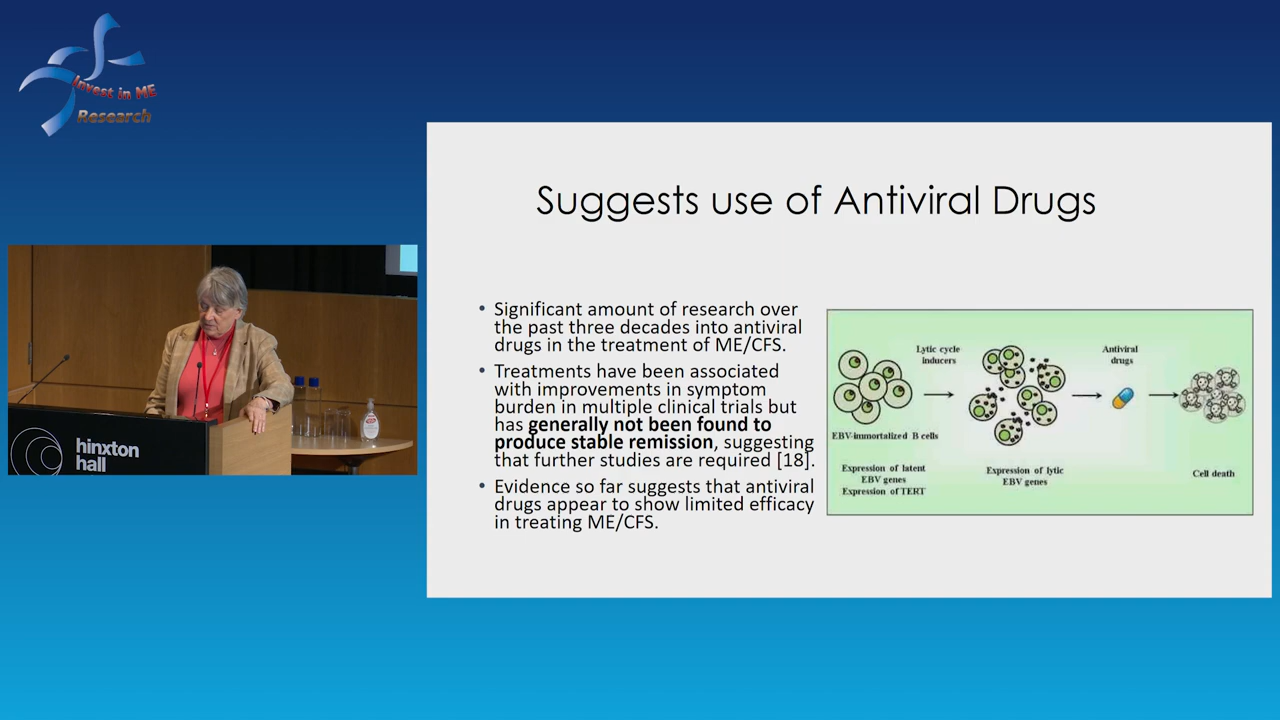 Invest in ME
Research
hinxton
hall
Suggests use of Antiviral Drugs
• Significant amount of research over
the past three decades into antiviral
drugs in the treatment of ME/CFS.
• Treatments have been associated
with improvements in symptom
burden in multiple clinical trials but
has generally not been found to
produce stable remission, suggesting
that further studies are required [18].
• Evidence so far suggests that antiviral
drugs appear to show limited efficacy
in treating ME/CFS.
Lytic cycle
inducers
Antiviral
drugs
EBV-immortalized B cells
Expression of latent
EBV genes
Expression of TERT
Expression of lytic
EBV genes
Cell death